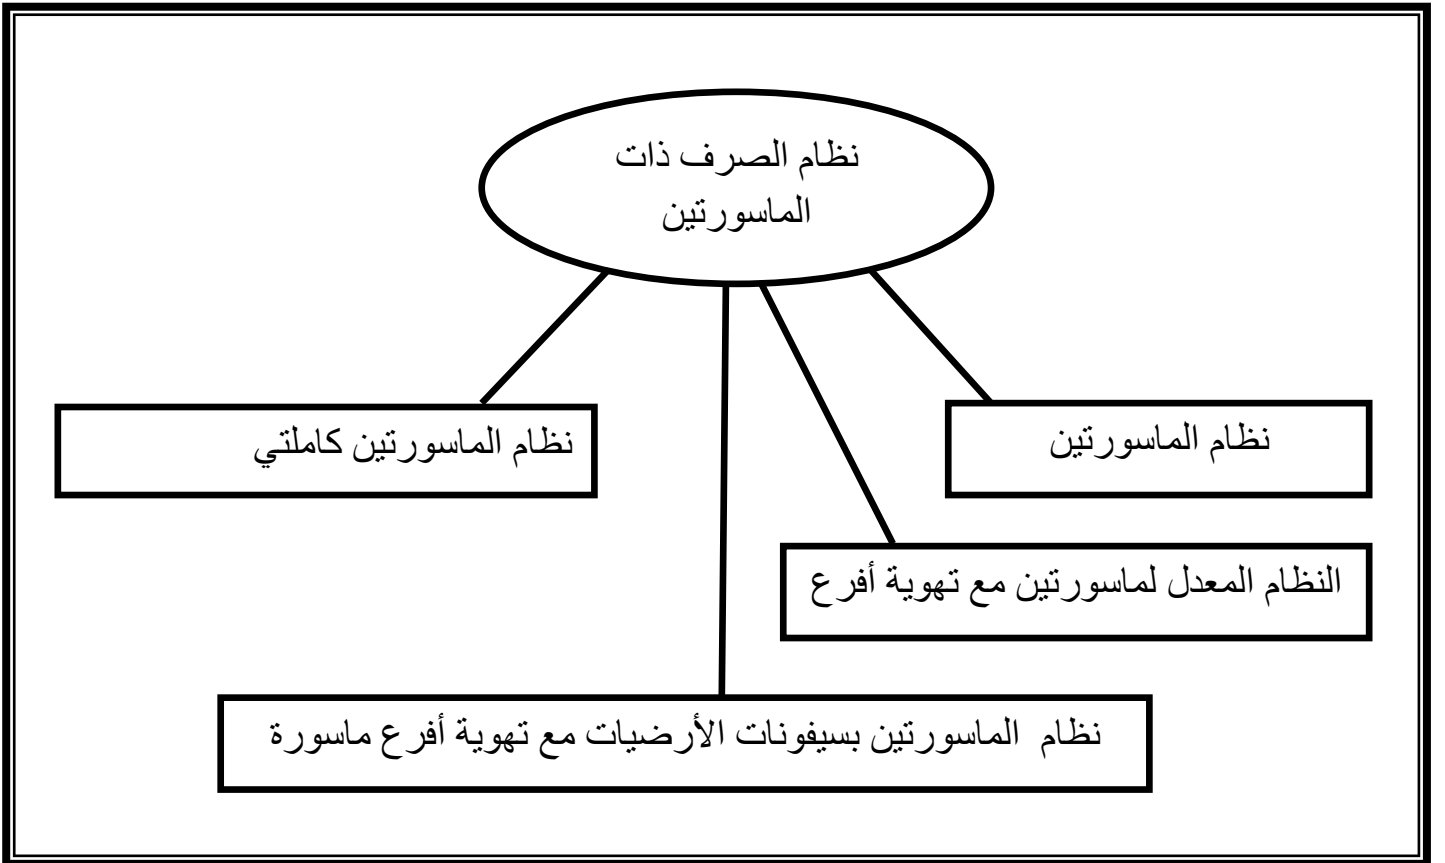 نظام الصرف ذات
الماسورتين
نظام الماسورتين
نظام الماسورتين كاملتي
النظام المعدل لماسورتين مع تهوية أفرع
نظام الماسورتين بسيفونات الأرضيات مع تهوية أفرع ماسورة